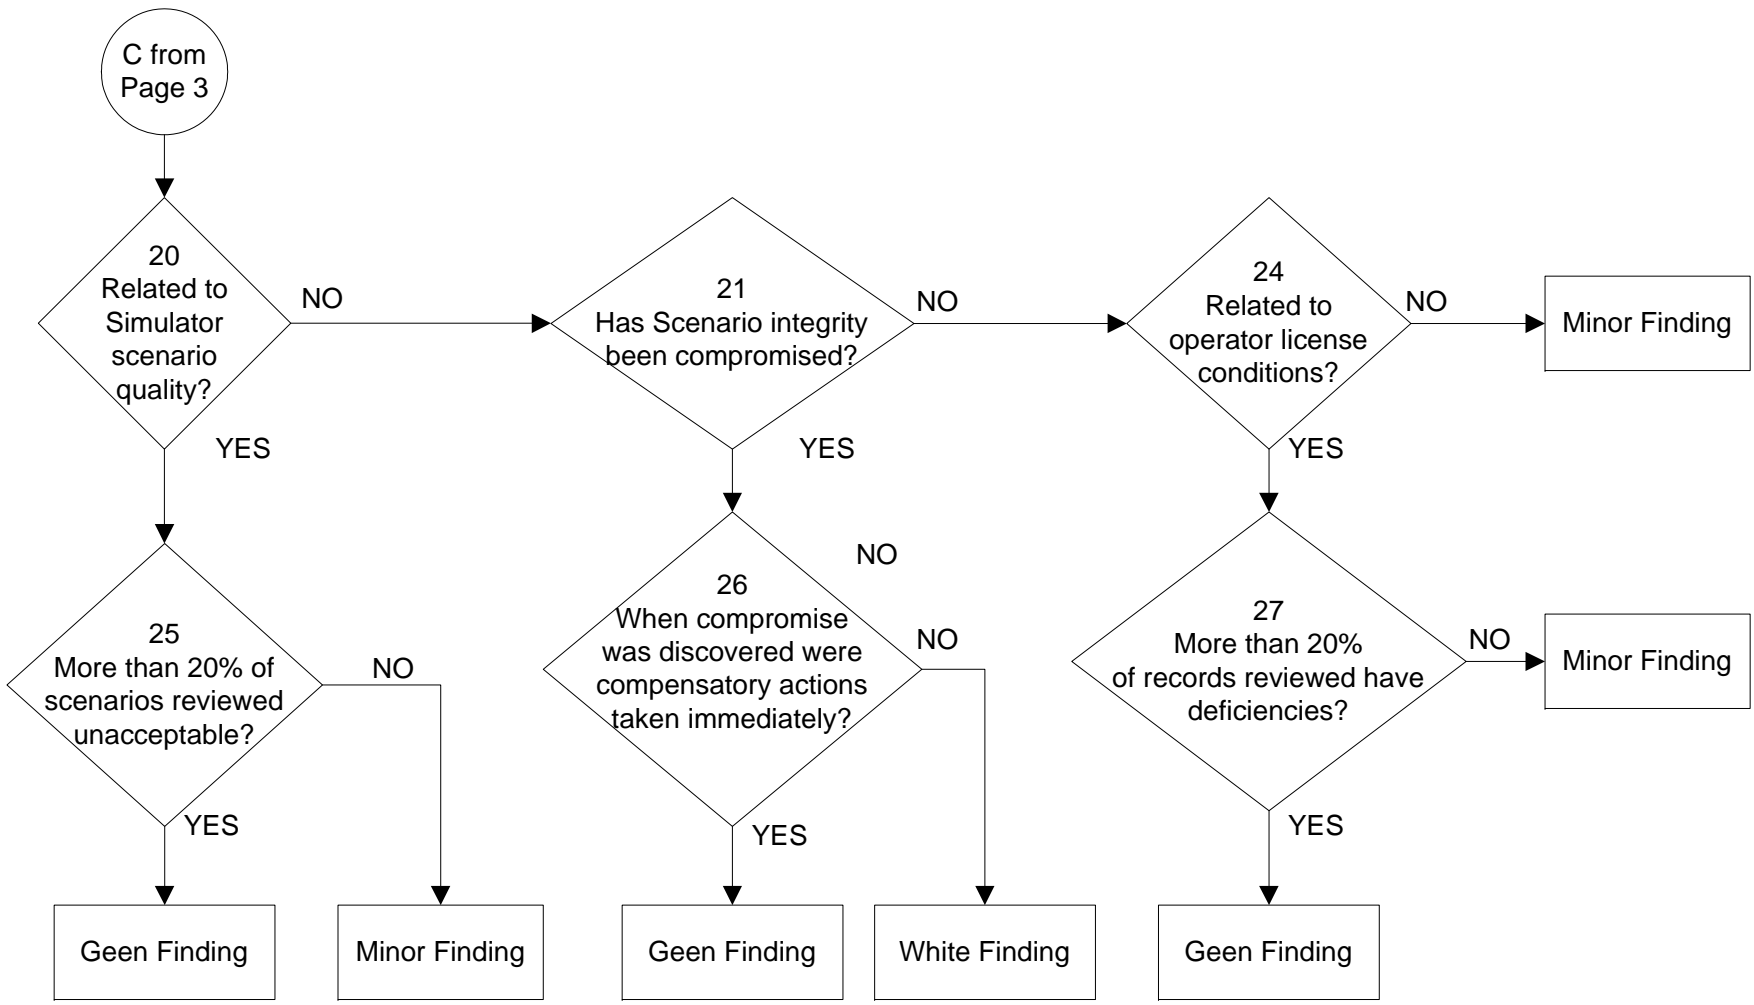 C from
Page 3
20
Related to
Simulator
scenario
quality?
NO
YES
21
Has Scenario integrity
been compromised?
NO
YES
24
Related to
operator license
conditions?
NO
YES
Minor Finding
25
More than 20% of
scenarios reviewed
unacceptable?
NO
YES
26
When compromise
was discovered were
compensatory actions
taken immediately?
NO
NO
YES
27
More than 20%
of records reviewed have
deficiencies?
NO
YES
Minor Finding
Geen Finding
Minor Finding
Geen Finding
White Finding
Geen Finding